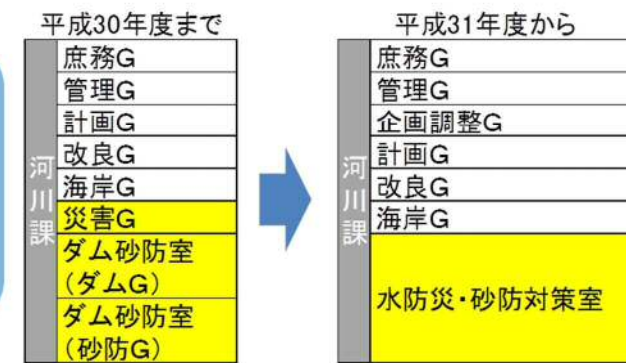 平成30年度まで
河川課
庶務G
管理G
計画G
改良G
海岸G
災害G
ダム砂防室
(ダムG)
ダム砂防室
(砂防G)
平成31年度から
河川課
庶務G
管理G
企画調整G
計画G
改良G
海岸G
水防災・砂防対策室